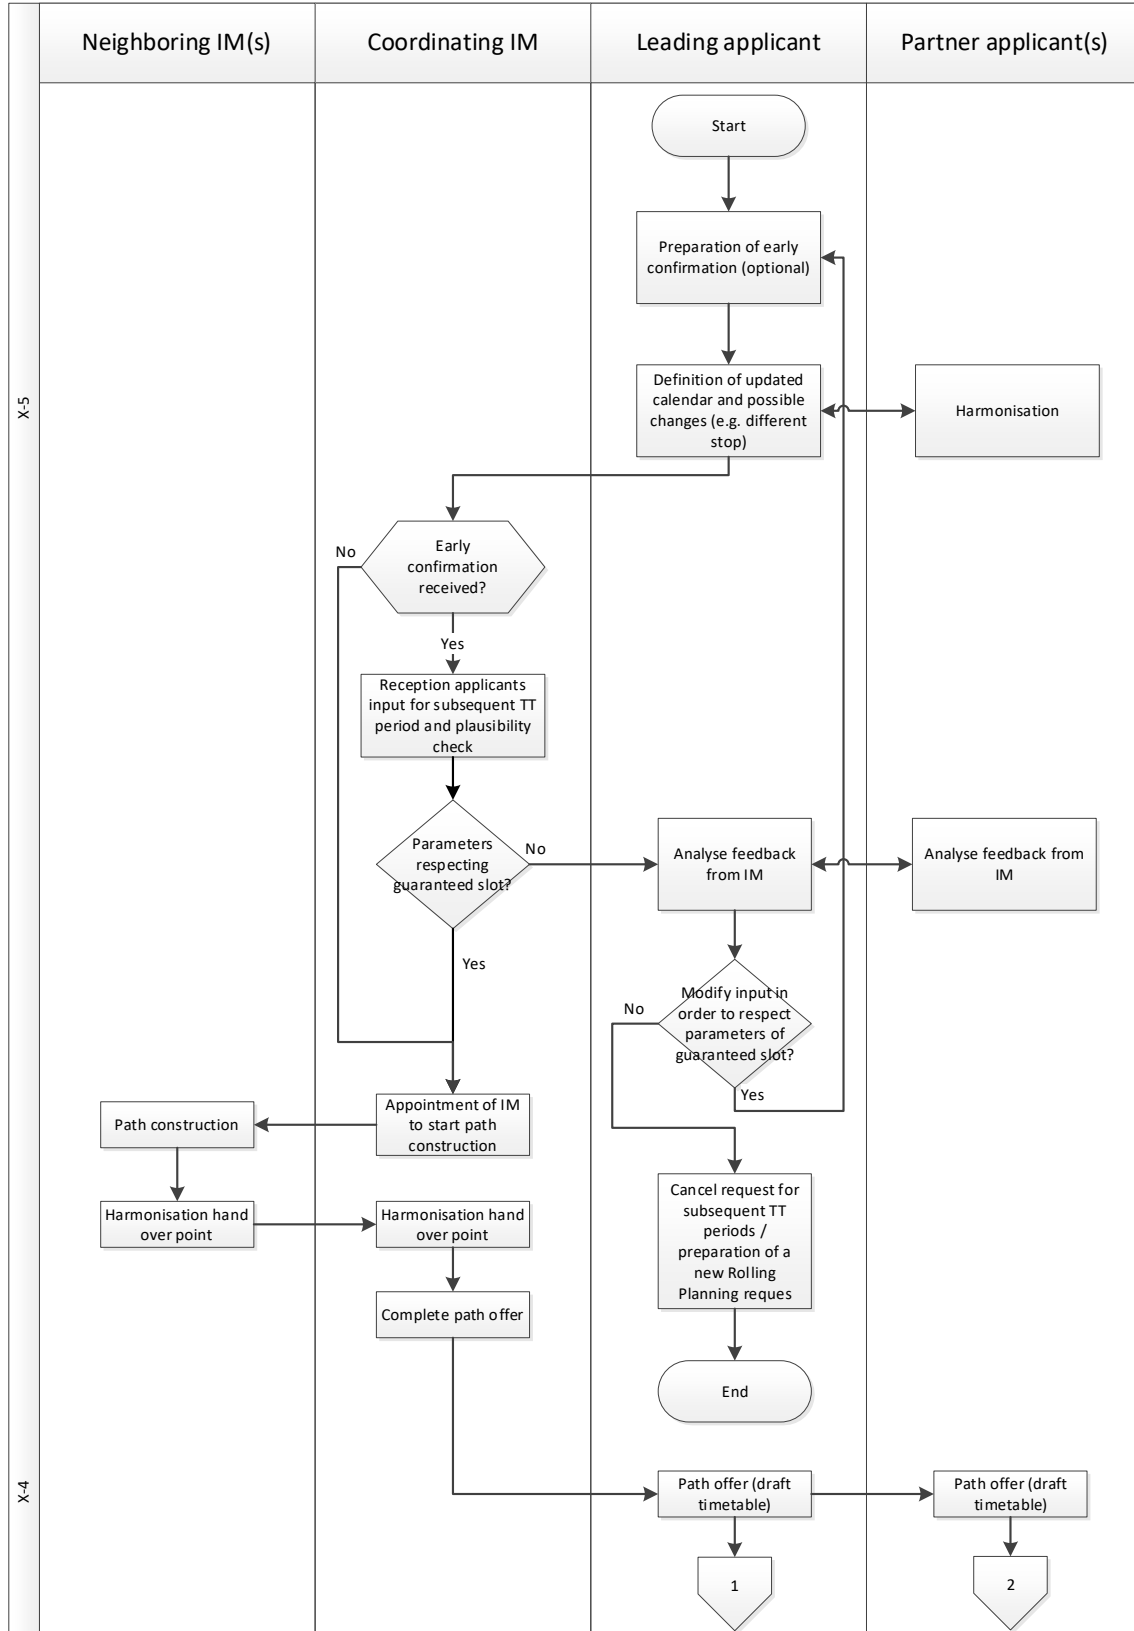 Neighboring IM(s)
Coordinating IM
Leading applicant
Partner applicant(s)
X-5
Start
Preparation of early
confirmation (optional)
Definition of updated
calendar and possible
changes (e.g. different
stop)
Harmonisation
No
Early
confirmation
received?
Yes
Reception applicants
input for subsequent TT
period and plausibility
check
Parameters
respecting
guaranteed slot?
No
Analyse feedback
from IM
Analyse feedback from
IM
Yes
No
Modify input in
order to respect
parameters of
guaranteed slot?
Yes
Path construction
Appointment of IM
to start path
construction
Harmonisation hand
over point
Harmonisation hand
over point
Cancel request for
subsequent TT
periods /
preparation of a
new Rolling
Planning reques
Complete path offer
End
X-4
Path offer (draft
timetable)
Path offer (draft
timetable)
1
2